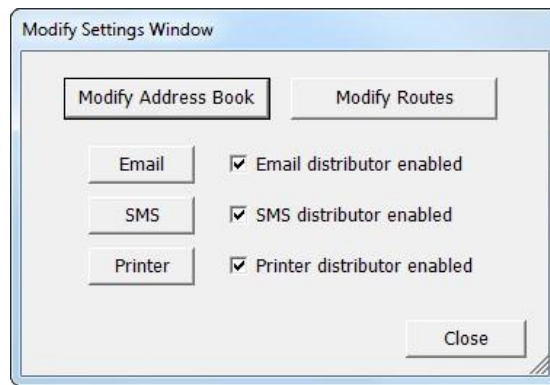 Modify Settings Window
Modify Address Book Modify Routes
Email Email distributor enabled
SMS SMS distributor enabled
Printer Printer distributor enabled
Close